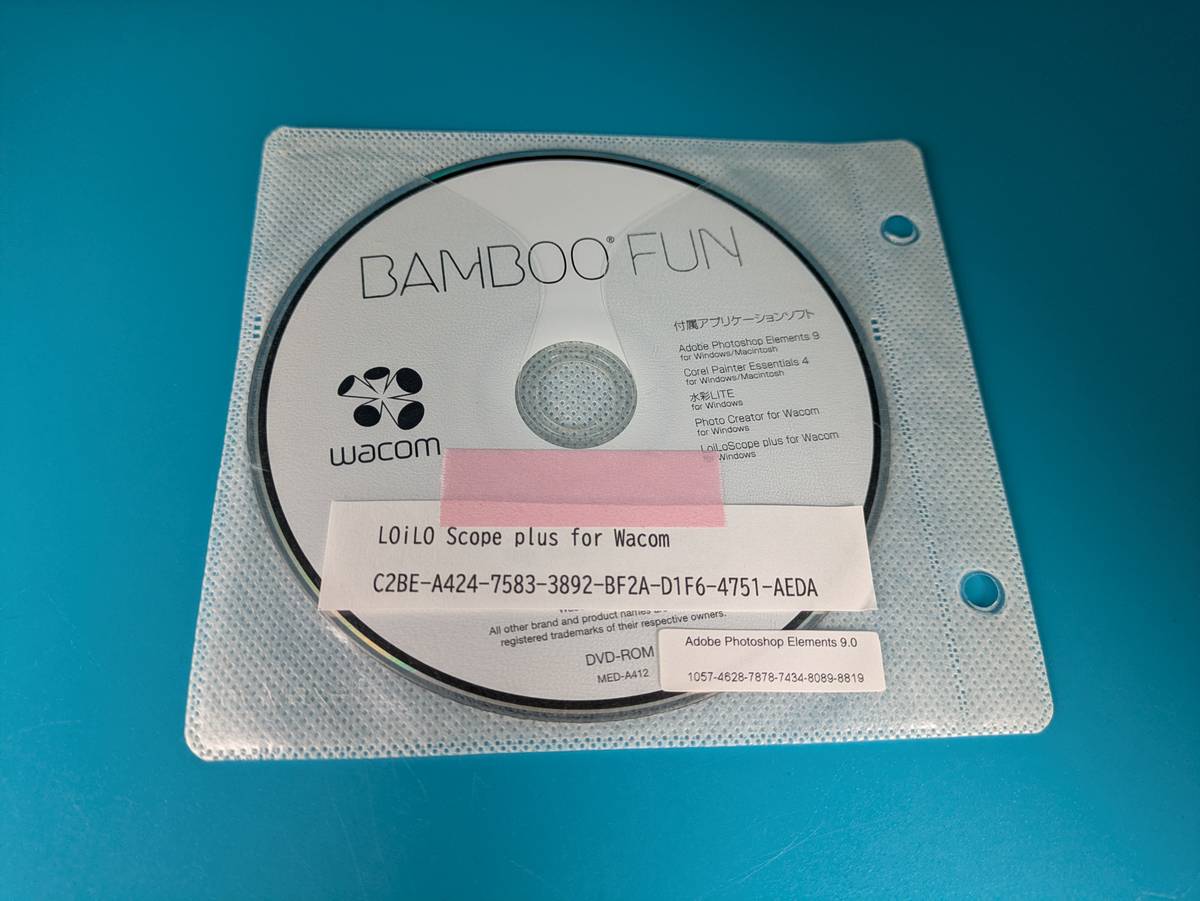 BAMBOO® FUN
付属アプリケーションソフト
Adobe Photoshop Elements 9
for Windows/Macintosh
Corel Painter Essentials 4
for Windows/Macintosh
水彩LITE
for Windows
Photo Creator for Wacom
for Windows
LoiLoScope plus for Wacom
Windows
wacom
LOiLO Scope plus for Wacom
C2BE-A424-7583-3892-BF2A-D1F6-4751-AEDA
All other brand and product names
registered trademarks of their respective owners.
DVD-ROM
MED-A412
Adobe Photoshop Elements 9.0
1057-4628-7878-7434-8089-8819